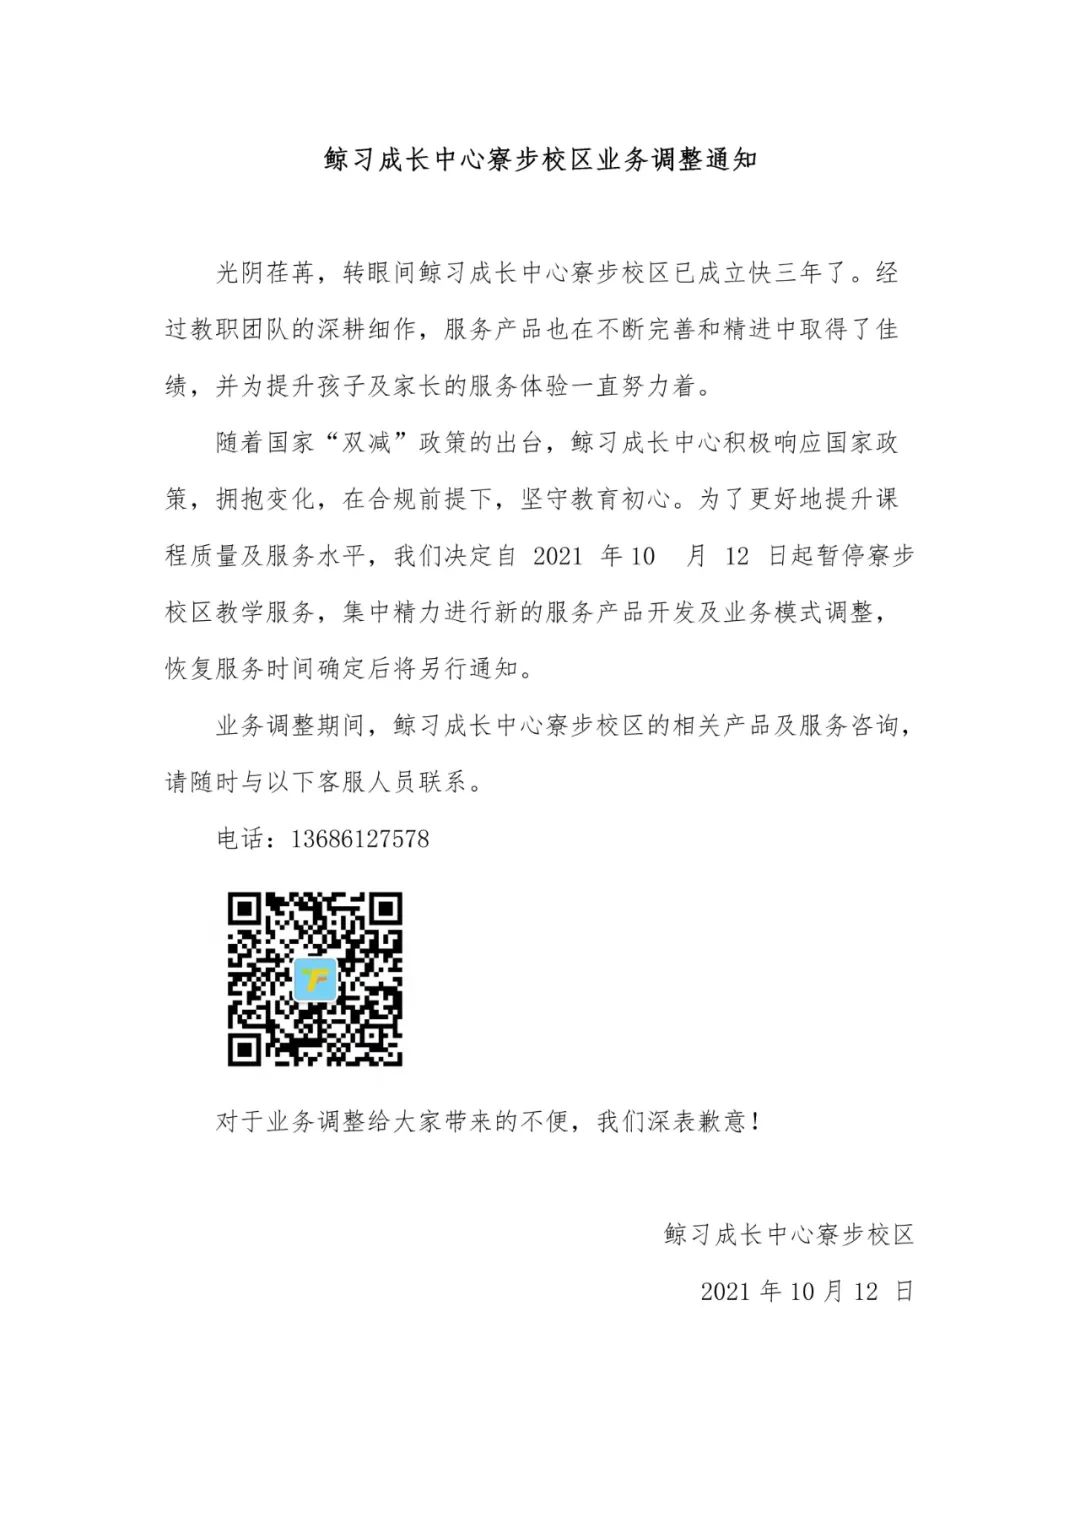 鲸习成长中心寮步校区业务调整通知
光阴荏苒，转眼间鲸习成长中心寮步校区已成立快三年了。经
过教职团队的深耕细作，服务产品也在不断完善和精进中取得了佳
绩，并为提升孩子及家长的服务体验一直努力着。
随着国家“双减”政策的出台，鲸习成长中心积极响应国家政
策，拥抱变化，在合规前提下，坚守教育初心。为了更好地提升课
程质量及服务水平，我们决定自 2021 年10 月 12 日起暂停寮步
校区教学服务，集中精力进行新的服务产品开发及业务模式调整，
恢复服务时间确定后将另行通知。
业务调整期间，鲸习成长中心寮步校区的相关产品及服务咨询，
请随时与以下客服人员联系。
电话：13686127578
对于业务调整给大家带来的不便，我们深表歉意！
鲸习成长中心寮步校区
2021 年 10 月 12 日